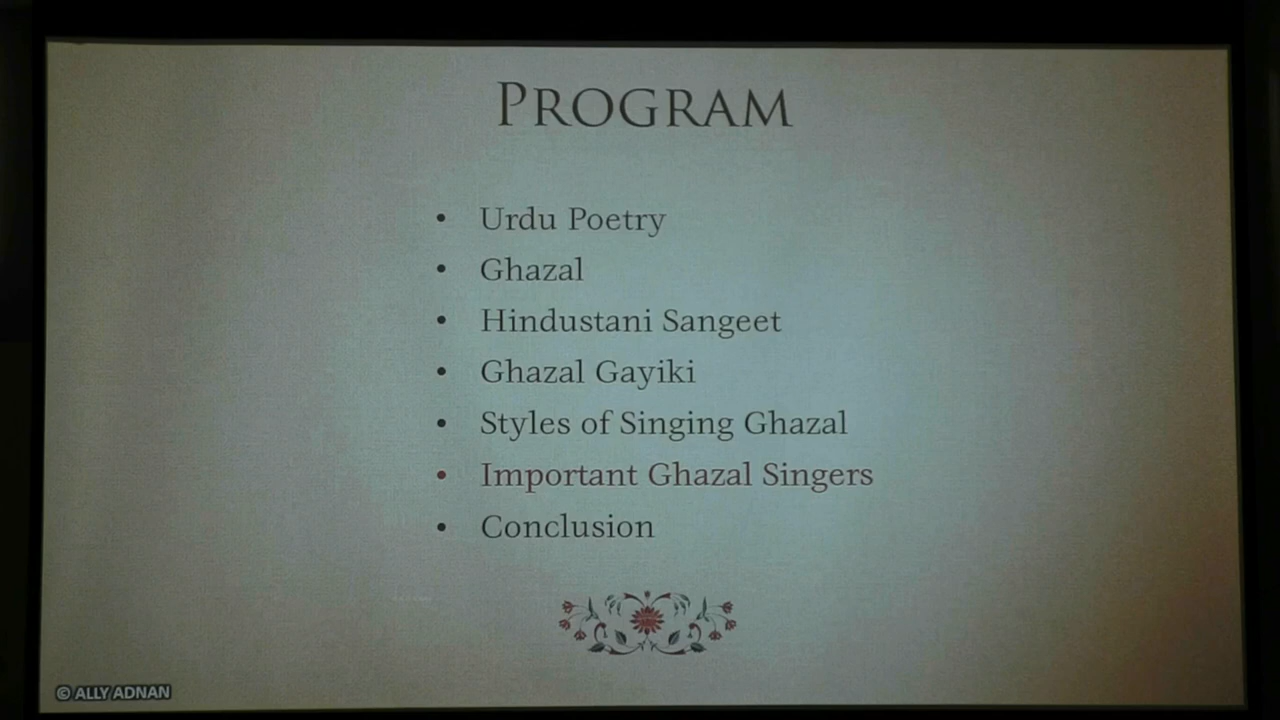 PROGRAM
• Urdu Poetry
• Ghazal
• Hindustani Sangeet
• Ghazal Gayiki
• Styles of Singing Ghazal
• Important Ghazal Singers
• Conclusion
© ALLY ADNAN